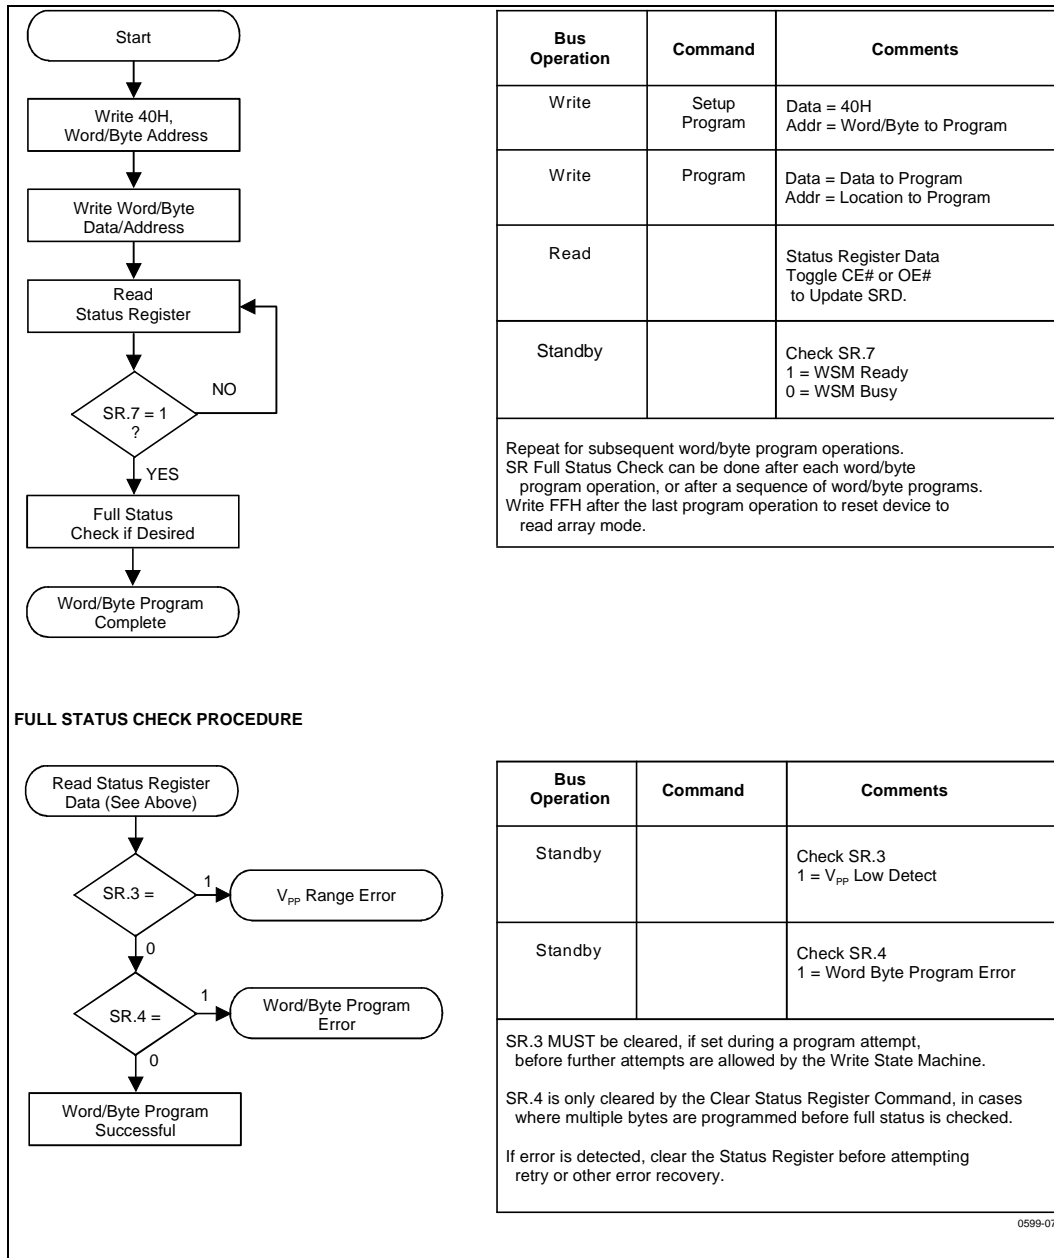 Start
Write 40H,
Word/Byte Address
Write Word/Byte
Data/Address
Read
Status Register
NO
SR.7 = 1
?
YES
Full Status
Check if Desired
Word/Byte Program
Complete
Bus
Operation
Command
Comments
Write
Setup
Program
Data = 40H
Addr = Word/Byte to Program
Write
Program
Data = Data to Program
Addr = Location to Program
Read
Status Register Data
Toggle CE# or OE#
to Update SRD.
Standby
Check SR.7
1 = WSM Ready
0 = WSM Busy
Repeat for subsequent word/byte program operations.
SR Full Status Check can be done after each word/byte
program operation, or after a sequence of word/byte programs.
Write FFH after the last program operation to reset device to
read array mode.
FULL STATUS CHECK PROCEDURE
Read Status Register
Data (See Above)
SR.3 =
1
VPP Range Error
0
SR.4 =
1
Word/Byte Program
Error
0
Word/Byte Program
Successful
Bus
Operation
Command
Comments
Standby
Check SR.3
1 = VPP Low Detect
Standby
Check SR.4
1 = Word Byte Program Error
SR.3 MUST be cleared, if set during a program attempt,
before further attempts are allowed by the Write State Machine.
SR.4 is only cleared by the Clear Status Register Command, in cases
where multiple bytes are programmed before full status is checked.
If error is detected, clear the Status Register before attempting
retry or other error recovery.
0599-07